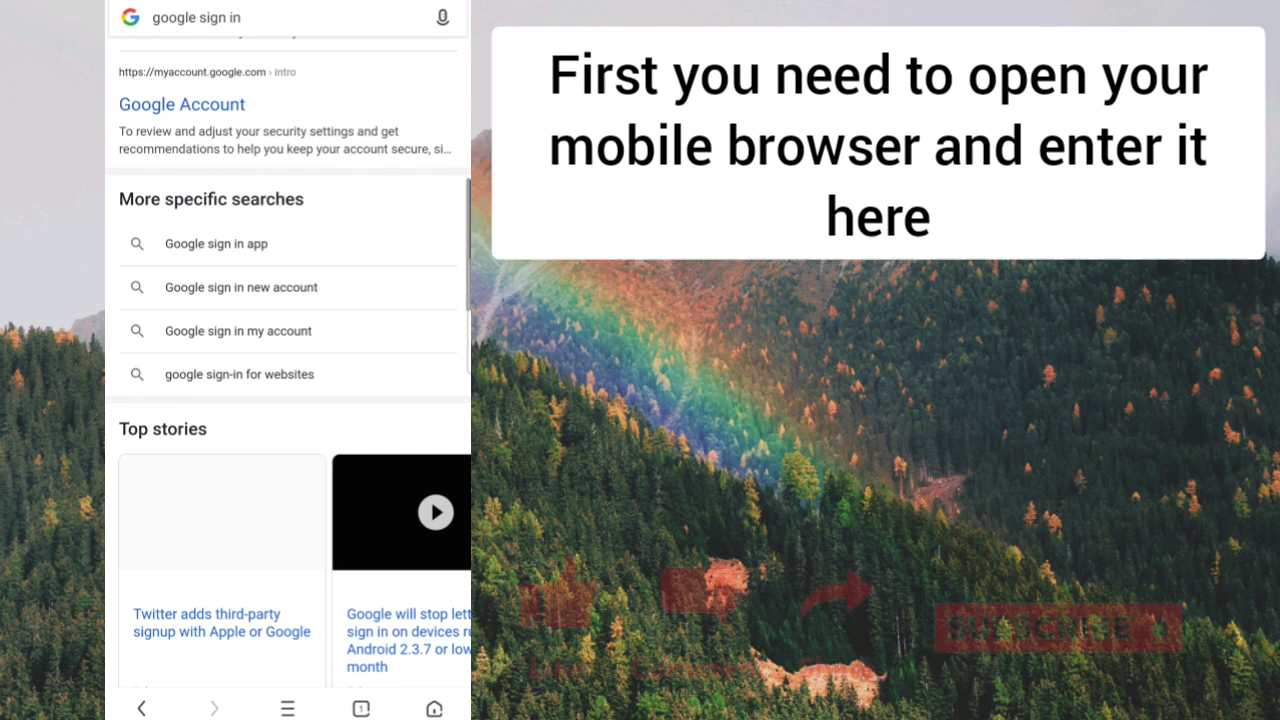 google sign in
https://myaccount.google.com › intro
Google Account
To review and adjust your security settings and get
recommendations to help you keep your account secure, si...
More specific searches
Google sign in app
Google sign in new account
Google sign in my account
google sign-in for websites
Top stories
Twitter adds third-party
signup with Apple or Google
Google will stop lett
sign in on devices r
Android 2.3.7 or low
month
1
First you need to open your
mobile browser and enter it
here
Like
Comment
SUBSCRIBE